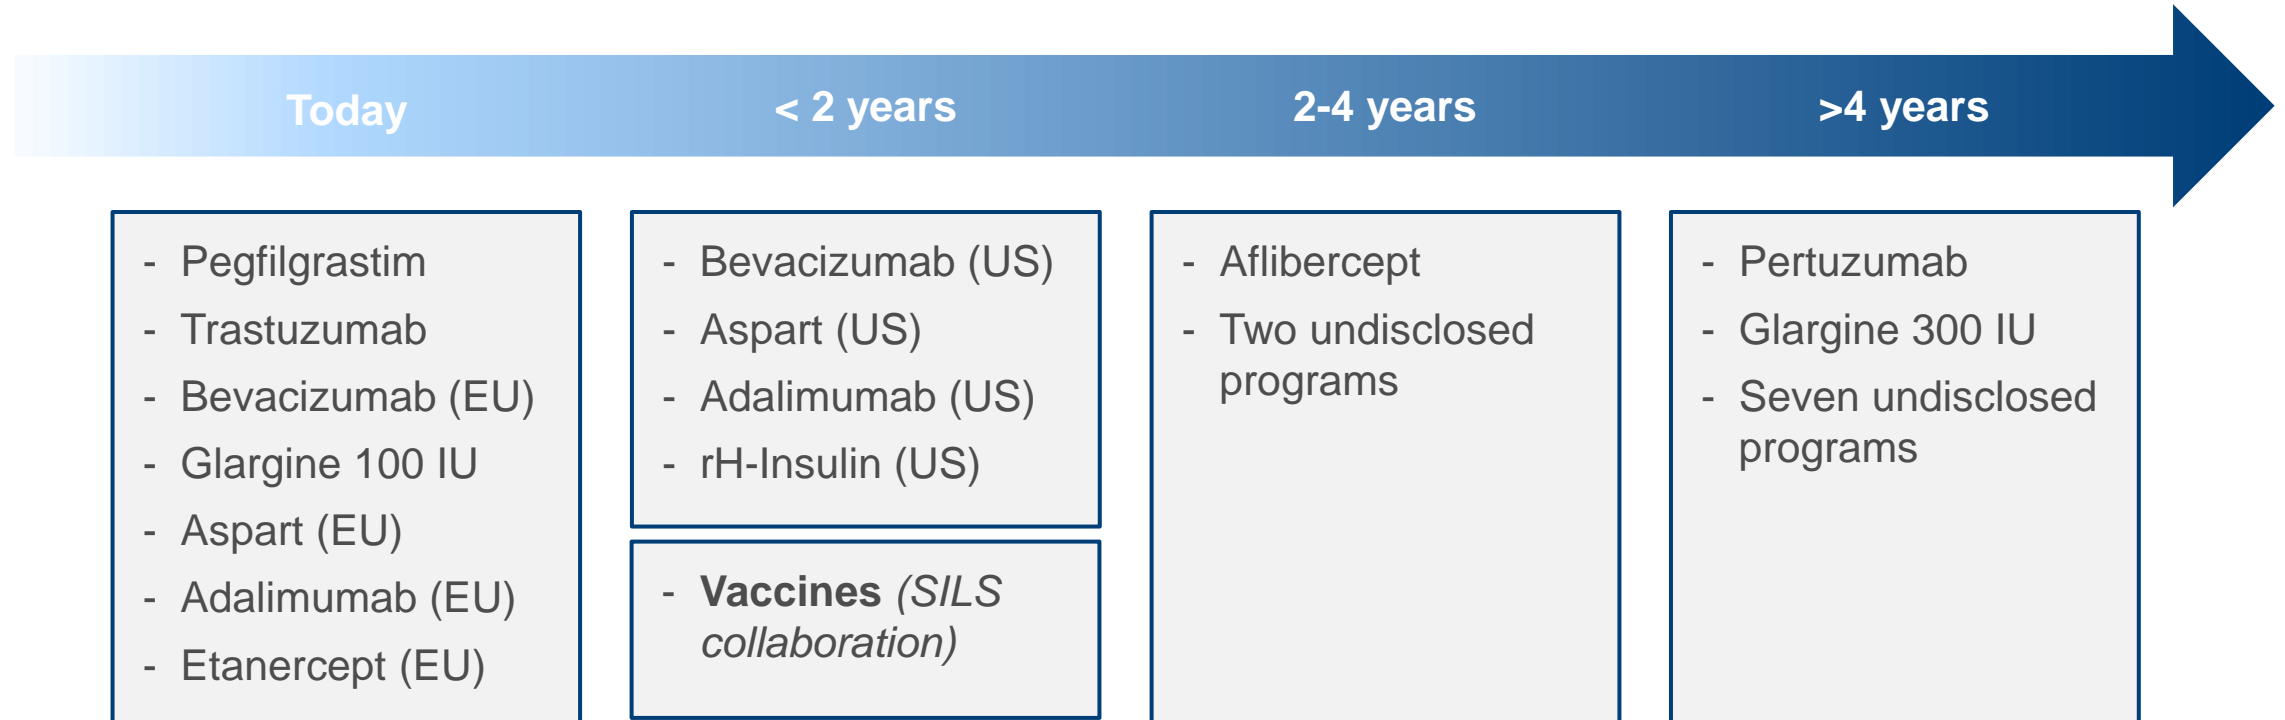 Today
< 2 years
2-4 years
>4 years
- Pegfilgrastim
- Trastuzumab
- Bevacizumab (EU)
- Glargine 100 IU
- Aspart (EU)
- Adalimumab (EU)
- Etanercept (EU)
- Bevacizumab (US)
- Aspart (US)
- Adalimumab (US)
- rH-Insulin (US)
- Vaccines (SILS
collaboration)
- Aflibercept
- Two undisclosed
programs
- Pertuzumab
- Glargine 300 IU
- Seven undisclosed
programs